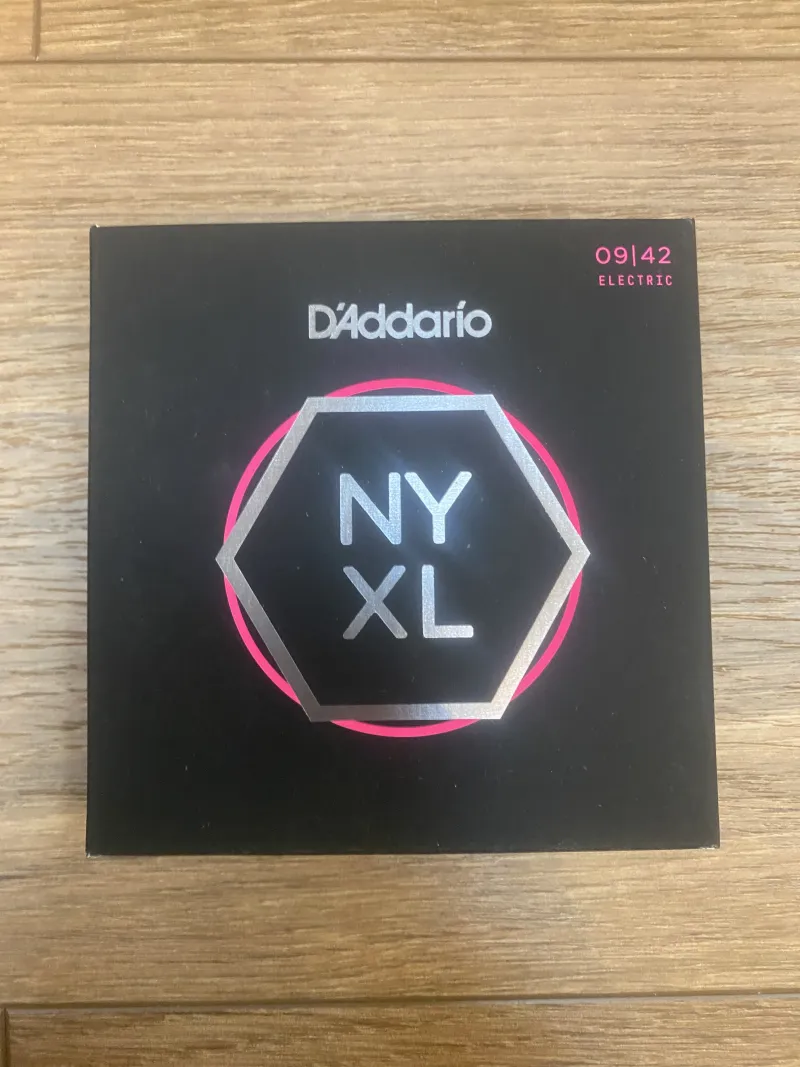 09|42
ELECTRIC
D'Addario
NY
XL